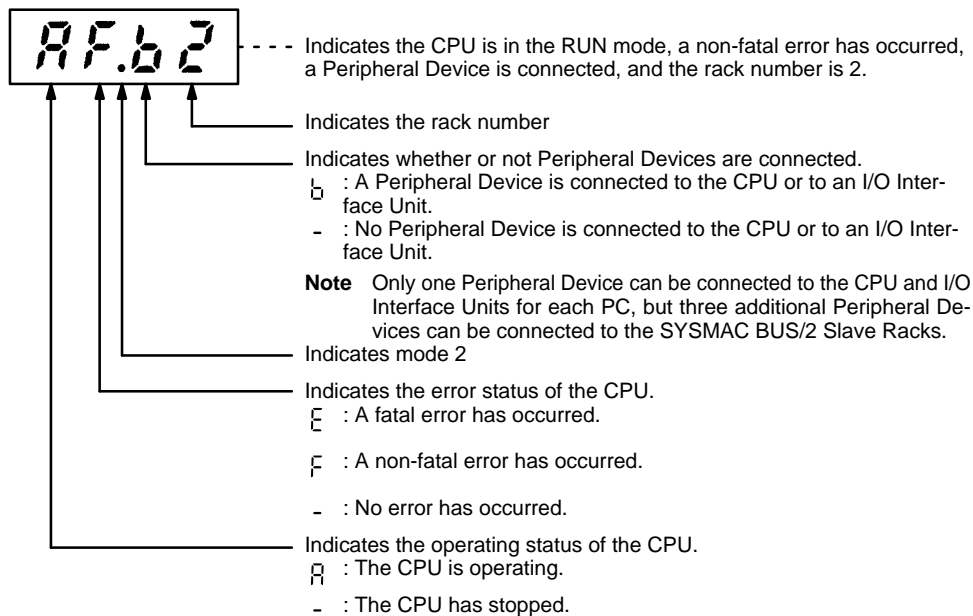 AF.b2
Indicates the CPU is in the RUN mode, a non-fatal error has occurred,
a Peripheral Device is connected, and the rack number is 2.
Indicates the rack number
Indicates whether or not Peripheral Devices are connected.
b : A Peripheral Device is connected to the CPU or to an I/O Inter-
face Unit.
- : No Peripheral Device is connected to the CPU or to an I/O Inter-
face Unit.
Note Only one Peripheral Device can be connected to the CPU and I/O
Interface Units for each PC, but three additional Peripheral De-
vices can be connected to the SYSMAC BUS/2 Slave Racks.
Indicates mode 2
Indicates the error status of the CPU.
E : A fatal error has occurred.
F : A non-fatal error has occurred.
- : No error has occurred.
Indicates the operating status of the CPU.
A : The CPU is operating.
- : The CPU has stopped.